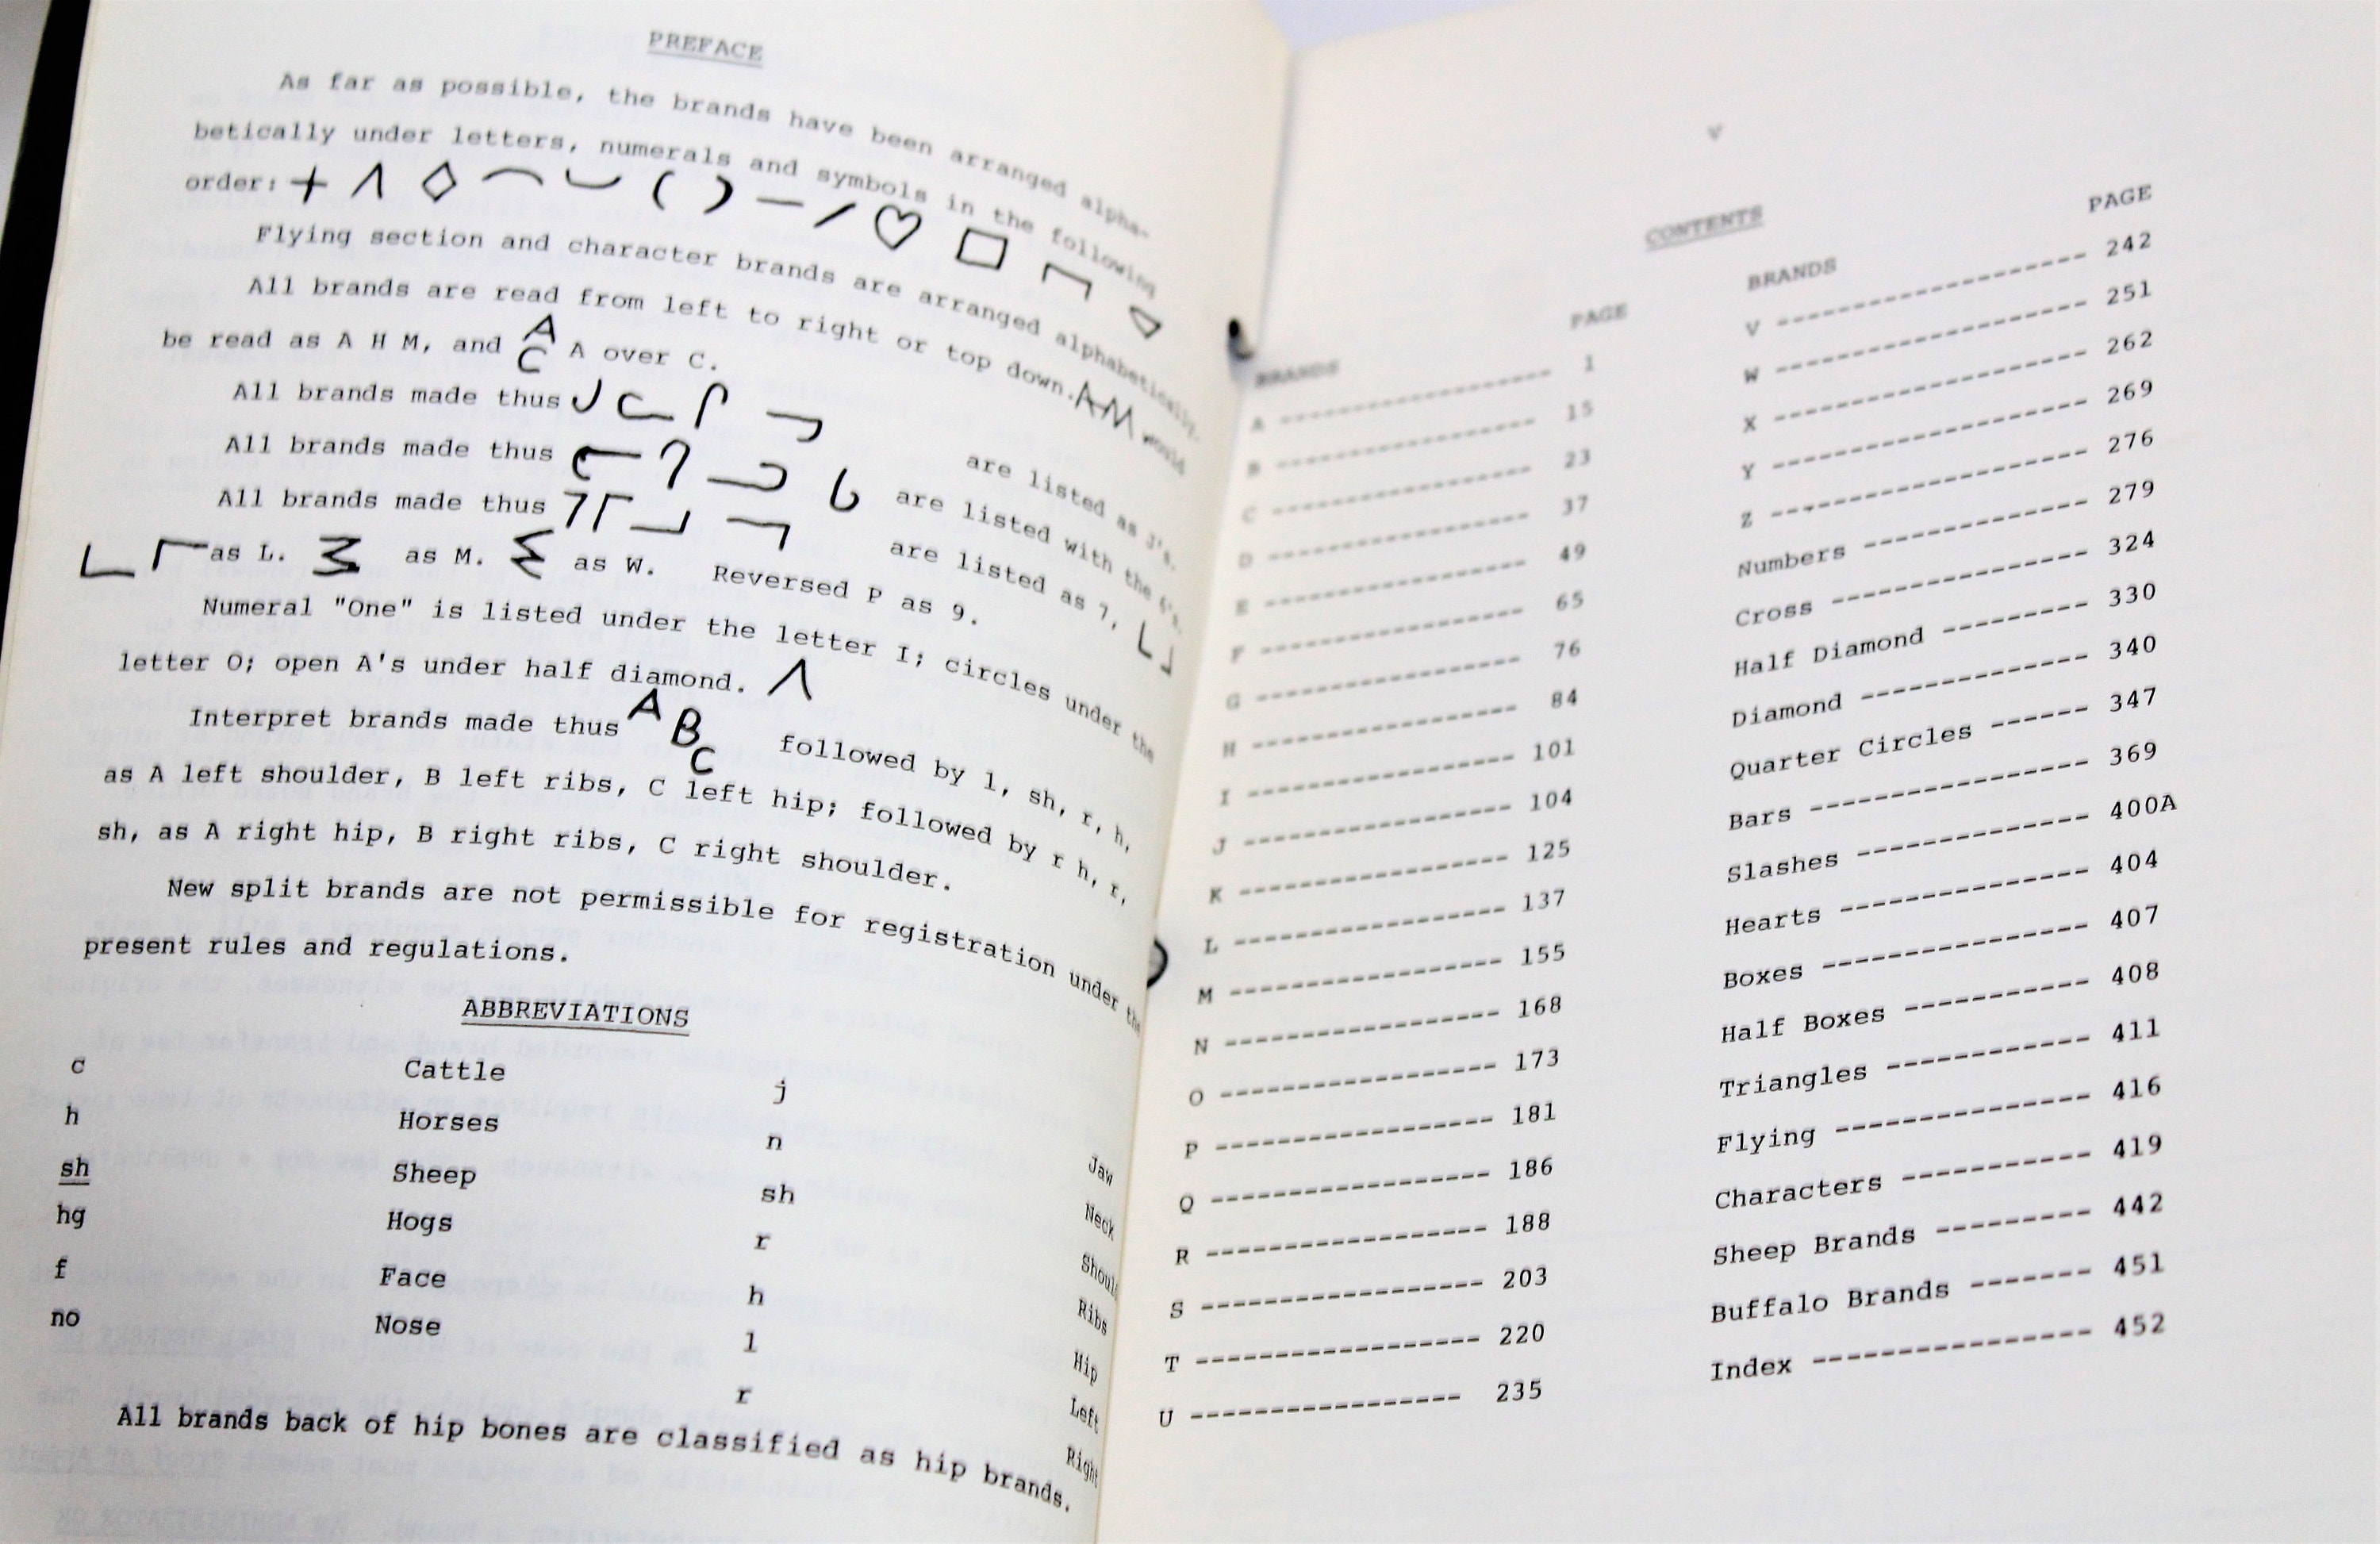 PREFACE
As far as possible, the brands have been arranged alpha-
betically under letters, numerals and symbols in the following
order:
Flying section and character brands are arranged alphabetically.
All brands are read from left to right or top down. AHM would
be read as A H M, and A C A over C.
All brands made thus are listed as J's.
All brands made thus are listed with the 6's.
All brands made thus are listed as 7,
as L. as M. as W. Reversed P as 9.
Numeral "One" is listed under the letter I; circles under the
letter O; open A's under half diamond.
Interpret brands made thus A B C followed by l, sh, r, h,
as A left shoulder, B left ribs, C left hip; followed by r h, r,
sh, as A right hip, B right ribs, C right shoulder.
New split brands are not permissible for registration under the
present rules and regulations.
ABBREVIATIONS
c Cattle j Jaw
h Horses n Neck
sh Sheep sh Shoul
hg Hogs r Ribs
f Face h Hip
no Nose l Left
r Right
All brands back of hip bones are classified as hip brands.
v
CONTENTS
BRANDS PAGE
A ---------------- 1
B ---------------- 15
C ---------------- 23
D ---------------- 37
E ---------------- 49
F ---------------- 65
G ---------------- 76
H ---------------- 84
I ---------------- 101
J ---------------- 104
K ---------------- 125
L ---------------- 137
M ---------------- 155
N ---------------- 168
O ---------------- 173
P ---------------- 181
Q ---------------- 186
R ---------------- 188
S ---------------- 203
T ---------------- 220
U ---------------- 235
BRANDS PAGE
V ------------------ 242
W ------------------ 251
X ------------------ 262
Y ------------------ 269
Z ------------------ 276
Numbers ------------- 279
Cross --------------- 324
Half Diamond -------- 330
Diamond ------------- 340
Quarter Circles ------ 347
Bars ---------------- 369
Slashes ------------- 400A
Hearts -------------- 404
Boxes --------------- 407
Half Boxes ---------- 408
Triangles ----------- 411
Flying -------------- 416
Characters ---------- 419
Sheep Brands --------- 442
Buffalo Brands ------- 451
Index --------------- 452